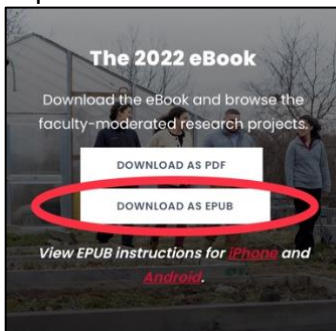 The 2022 eBook
Download the eBook and browse the
faculty-moderated research projects.
DOWNLOAD AS PDF
DOWNLOAD AS EPUB
View EPUB instructions for iPhone and
Android.